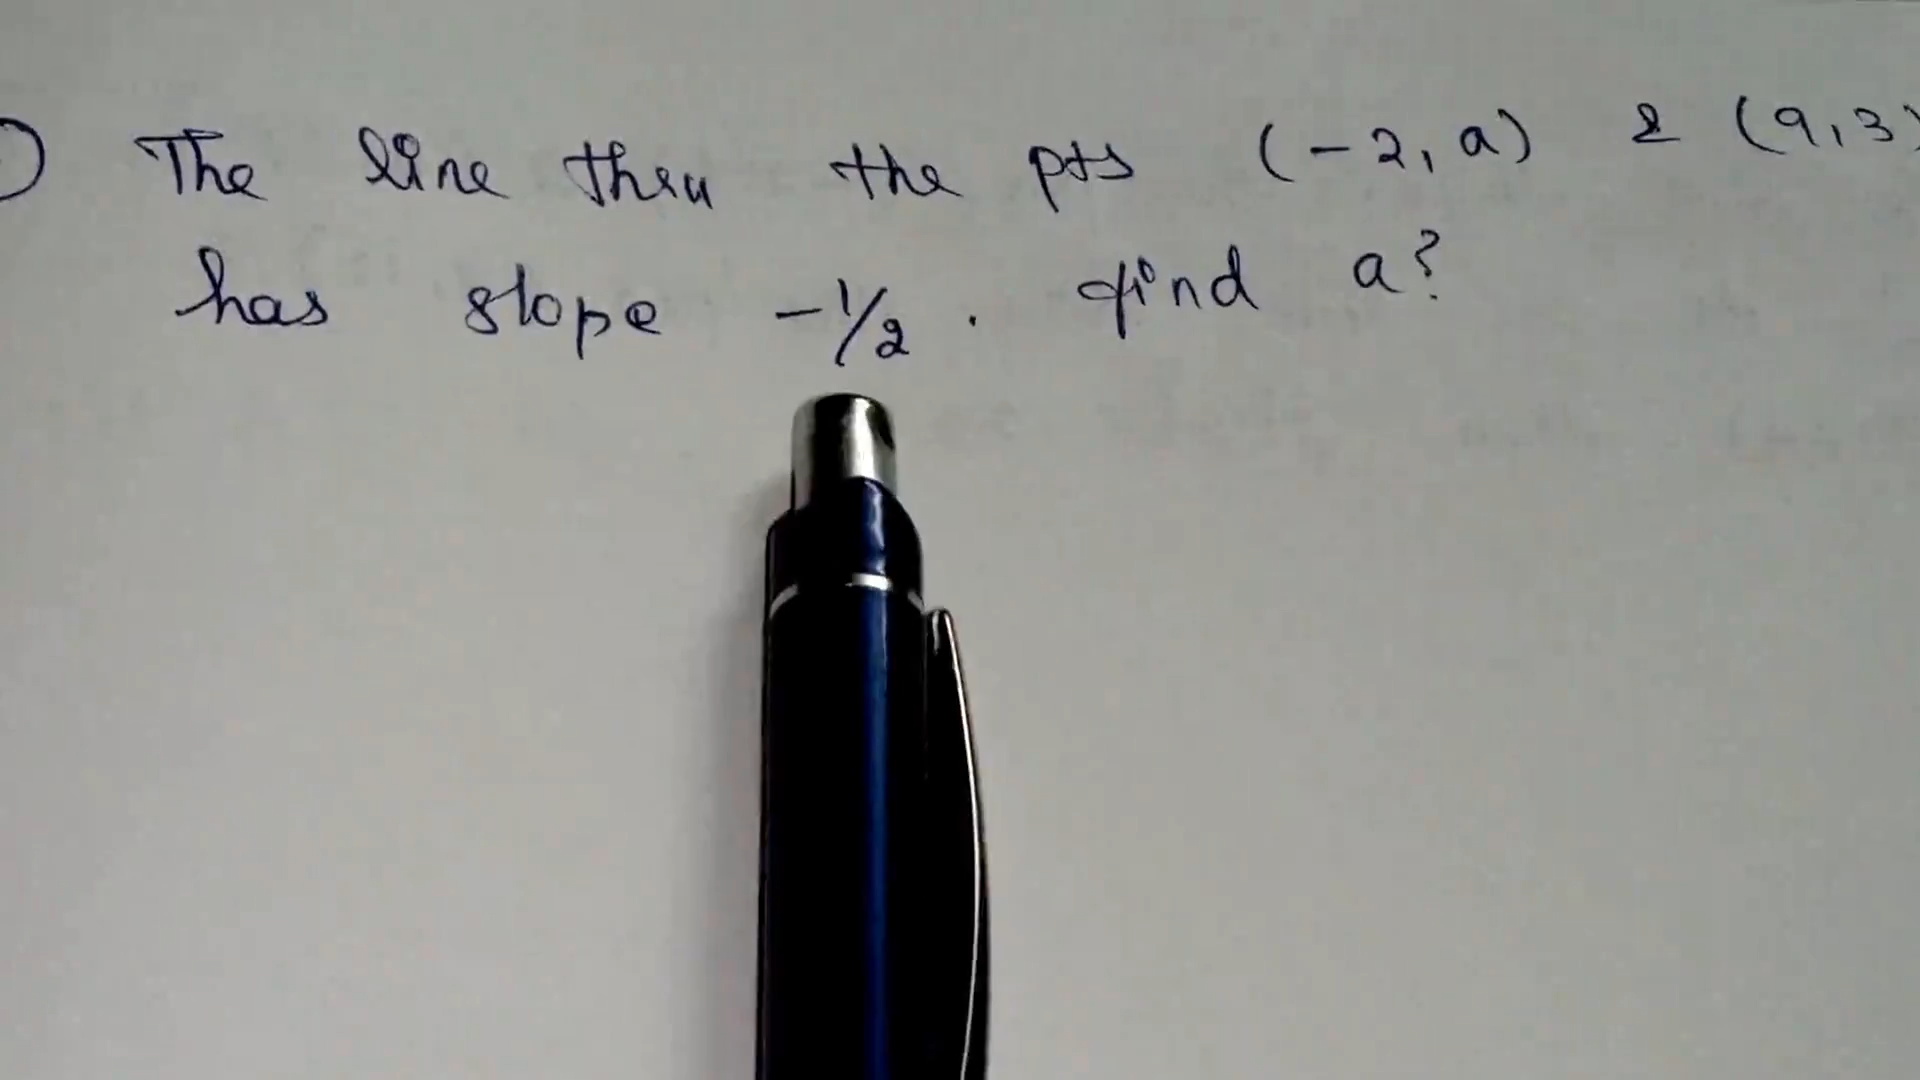 ) The line thru the pts (-2, a) & (9,3)
has slope -1/2 . find a?